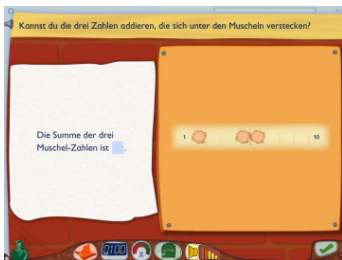 Kannst du die drei Zahlen addieren, die sich unter den Muscheln verstecken?
Die Summe der drei
Muschel-Zahlen ist
.
1
10